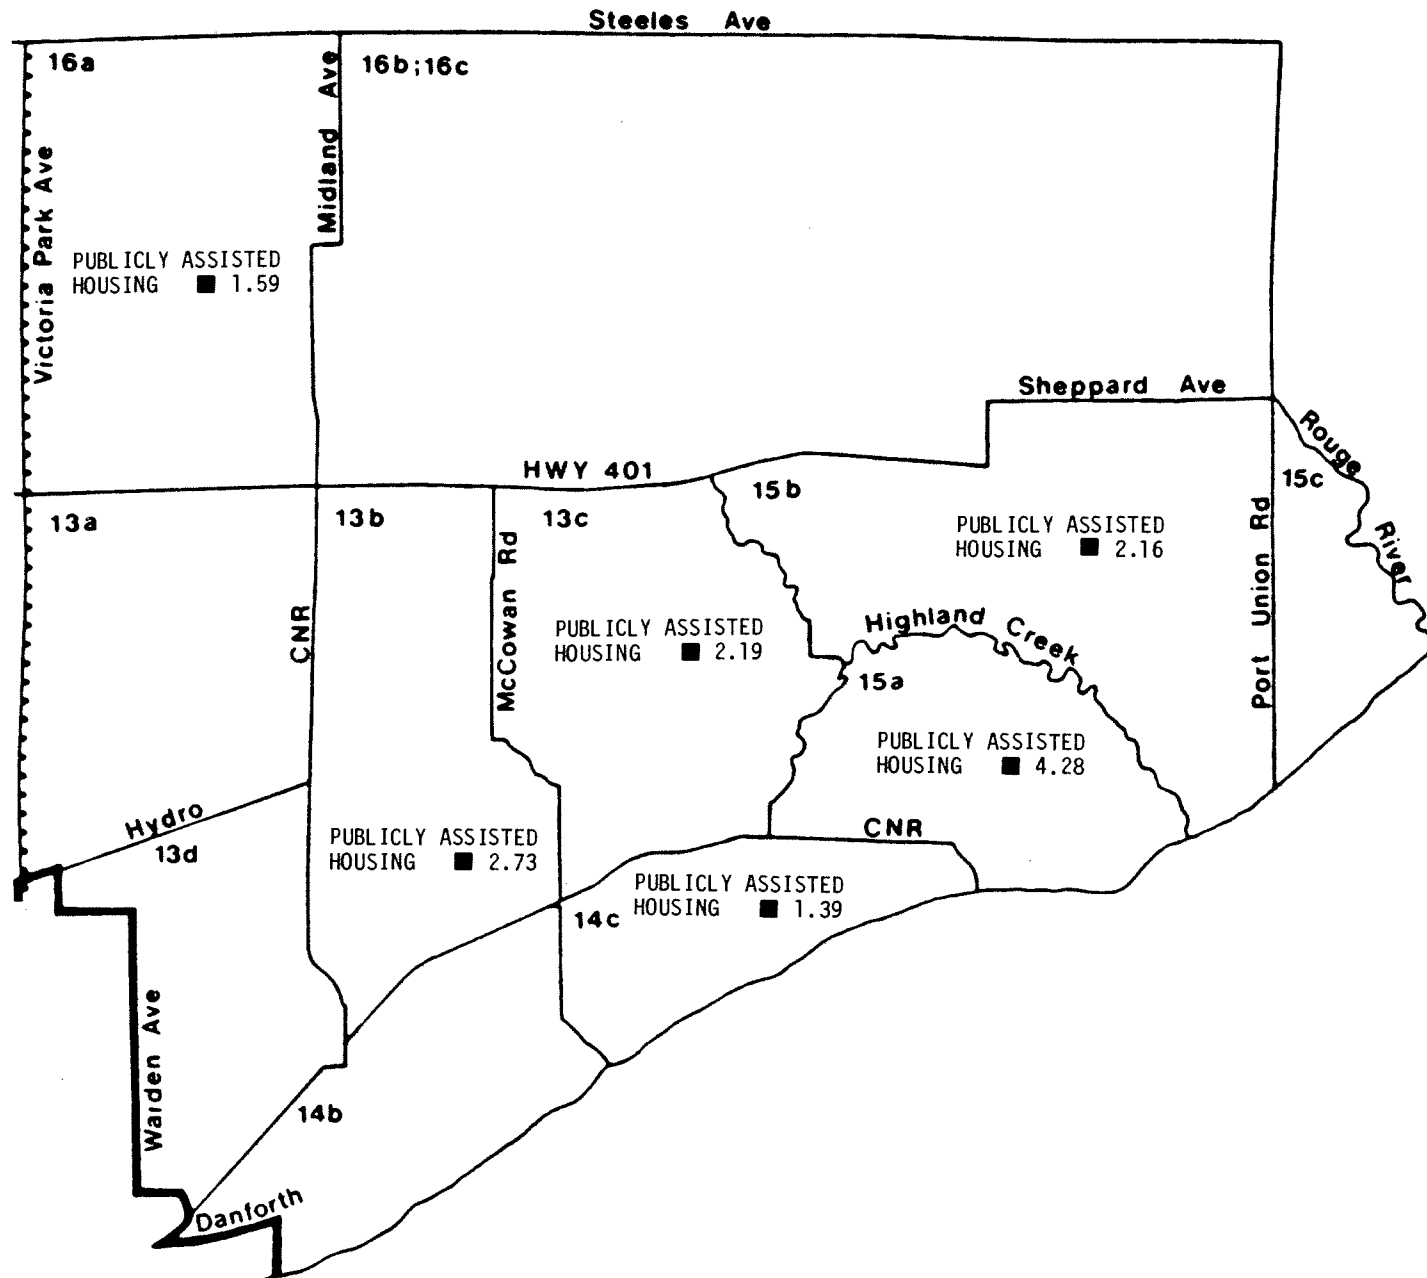 Steeles Ave
16a
Midland Ave
16b;16c
Victoria Park Ave
PUBLICLY ASSISTED
HOUSING ■ 1.59
Sheppard Ave
Rouge River
HWY 401
15b
15c
13a
13b
13c
PUBLICLY ASSISTED
HOUSING ■ 2.16
McCowan Rd
Port Union Rd
CNR
PUBLICLY ASSISTED
HOUSING ■ 2.19
Highland Creek
15a
PUBLICLY ASSISTED
HOUSING ■ 4.28
Hydro
13d
PUBLICLY ASSISTED
HOUSING ■ 2.73
CNR
PUBLICLY ASSISTED
HOUSING ■ 1.39
14c
Warden Ave
14b
Danforth